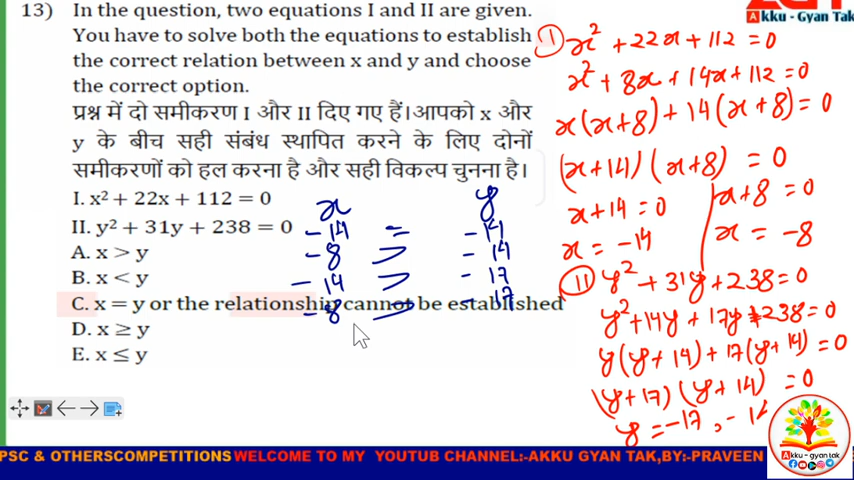 13) In the question, two equations I and II are given.
You have to solve both the equations to establish
the correct relation between x and y and choose
the correct option.
प्रश्न में दो समीकरण I और II दिए गए हैं।आपको x और
y के बीच सही संबंध स्थापित करने के लिए दोनों
समीकरणों को हल करना है और सही विकल्प चुनना है।
I. x² + 22x + 112 = 0
II. y² + 31y + 238 = 0
A. x > y
B. x < y
C. x = y or the relationship cannot be established
D. x ≥ y
E. x ≤ y
x y
-14 = -14
-8 > -14
-14 > -17
-8 > -17
Akku -Gyan Tak
I x² + 22x + 112 = 0
x² + 8x + 14x + 112 = 0
x(x+8) + 14(x+8) = 0
(x+14) (x+8) = 0
x+14 = 0
x = -14
x+8 = 0
x = -8
II y² + 31y + 238 = 0
y² + 14y + 17y + 238 = 0
y(y+14) + 17(y+14) = 0
(y+17) (y+14) = 0
y = -17, -14
PSC & OTHERSCOMPETITIONS WELCOME TO MY YOUTUB CHANNEL:-AKKU GYAN TAK,BY:-PRAVEEN
Akku - gyan tak